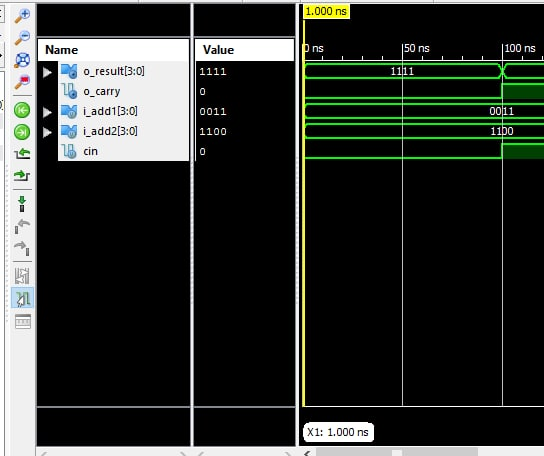 1.000 ns
Name Value 0 ns 50 ns 100 ns
o_result[3:0] 1111 1111
o_carry 0
i_add1[3:0] 0011 0011
i_add2[3:0] 1100 1100
cin 0
X1: 1.000 ns